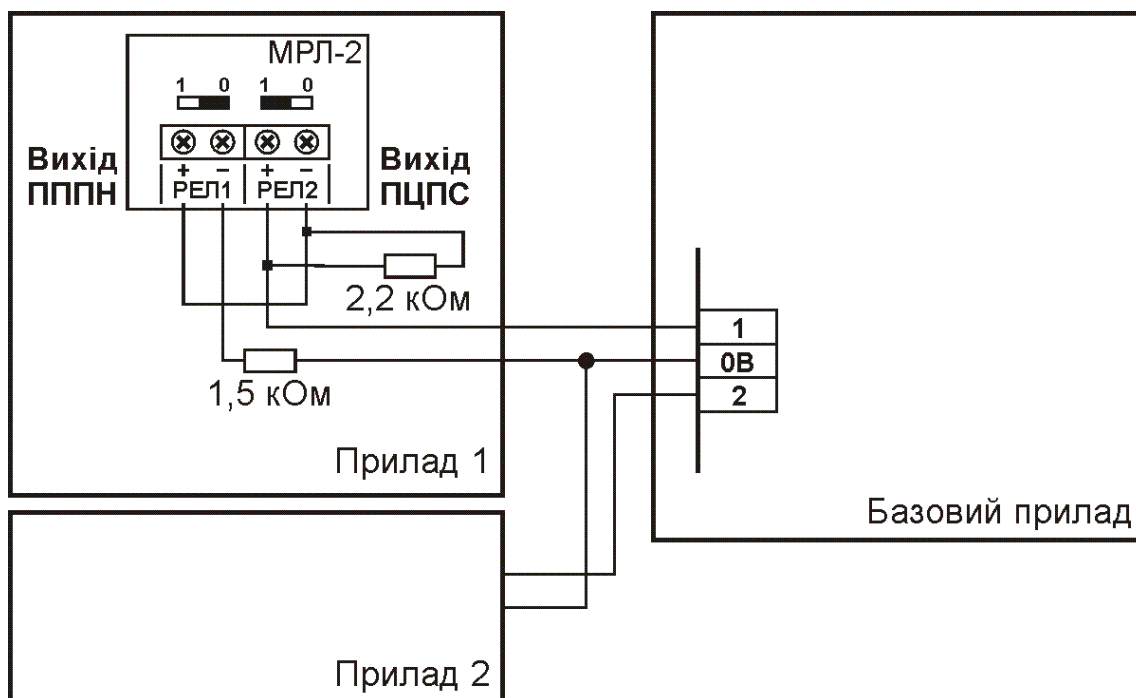 МРЛ-2
1 0 1 0
Вихід
ПППН
Вихід
ПЦПС
+ − + −
РЕЛ1 РЕЛ2
2,2 кОм
1,5 кОм
Прилад 1
1
0В
2
Базовий прилад
Прилад 2